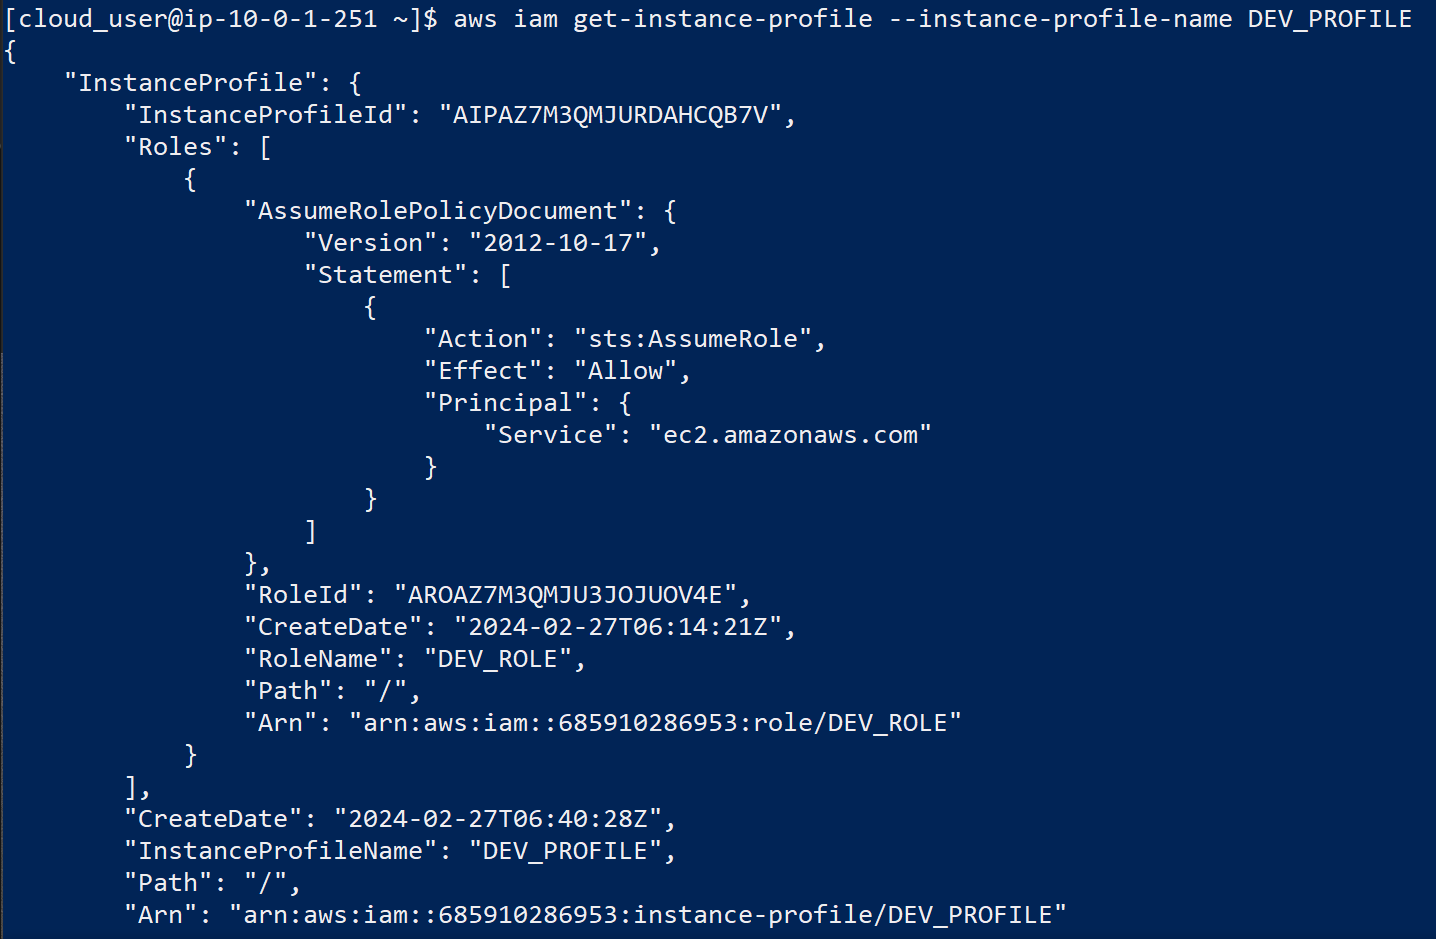 [cloud_user@ip-10-0-1-251 ~]$ aws iam get-instance-profile --instance-profile-name DEV_PROFILE
{
    "InstanceProfile": {
        "InstanceProfileId": "AIPAZ7M3QMJURDAHCQB7V",
        "Roles": [
            {
                "AssumeRolePolicyDocument": {
                    "Version": "2012-10-17",
                    "Statement": [
                        {
                            "Action": "sts:AssumeRole",
                            "Effect": "Allow",
                            "Principal": {
                                "Service": "ec2.amazonaws.com"
                            }
                        }
                    ]
                },
                "RoleId": "AROAZ7M3QMJU3JOJUOV4E",
                "CreateDate": "2024-02-27T06:14:21Z",
                "RoleName": "DEV_ROLE",
                "Path": "/",
                "Arn": "arn:aws:iam::685910286953:role/DEV_ROLE"
            }
        ],
        "CreateDate": "2024-02-27T06:40:28Z",
        "InstanceProfileName": "DEV_PROFILE",
        "Path": "/",
        "Arn": "arn:aws:iam::685910286953:instance-profile/DEV_PROFILE"